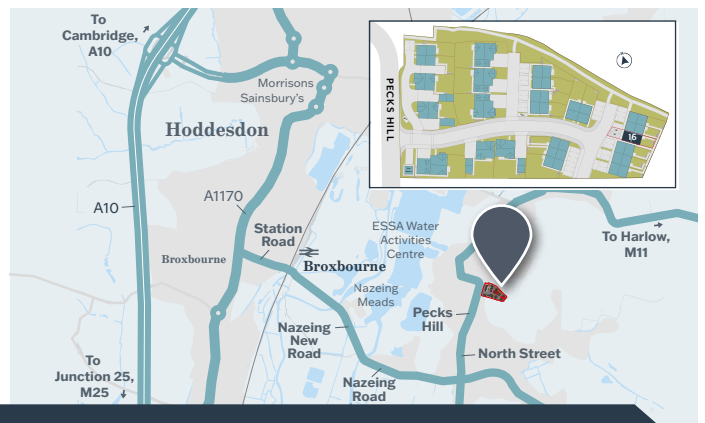 To
Cambridge,
A10
Morrisons
Sainsbury's
Hoddesdon
PECKS HILL
16
A10
A1170
Station
Road
ESSA Water
Activities
Centre
To Harlow,
M11
Broxbourne
Broxbourne
Nazeing
Meads
Pecks
Hill
Nazeing
New
Road
North Street
To
Junction 25,
M25
Nazeing
Road